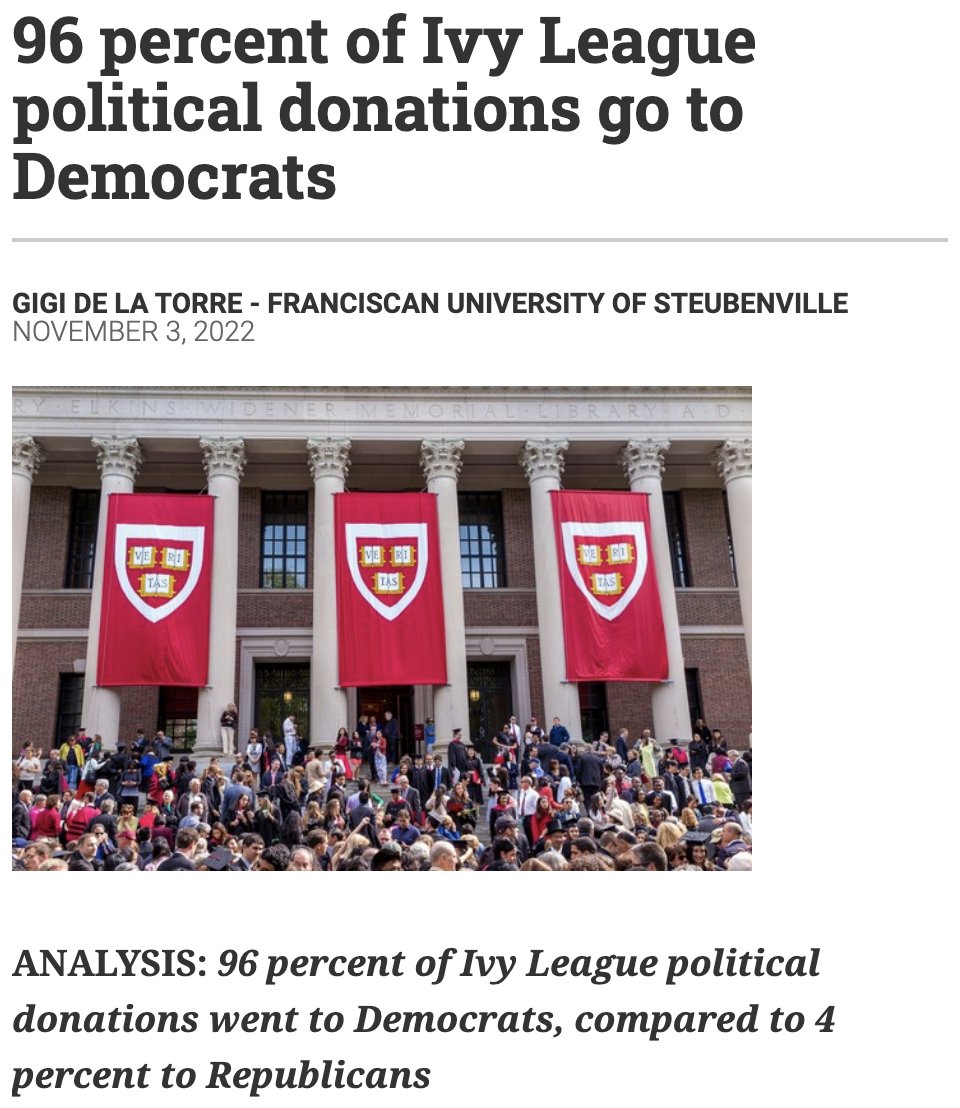 96 percent of Ivy League
political donations go to
Democrats
GIGI DE LA TORRE - FRANCISCAN UNIVERSITY OF STEUBENVILLE
NOVEMBER 3, 2022
RY · ELKINS · WIDENER · MEMORIAL · LIBRARY · A · D
VE RI
TAS
VE RI
TAS
VE RI
TAS
ANALYSIS: 96 percent of Ivy League political
donations went to Democrats, compared to 4
percent to Republicans